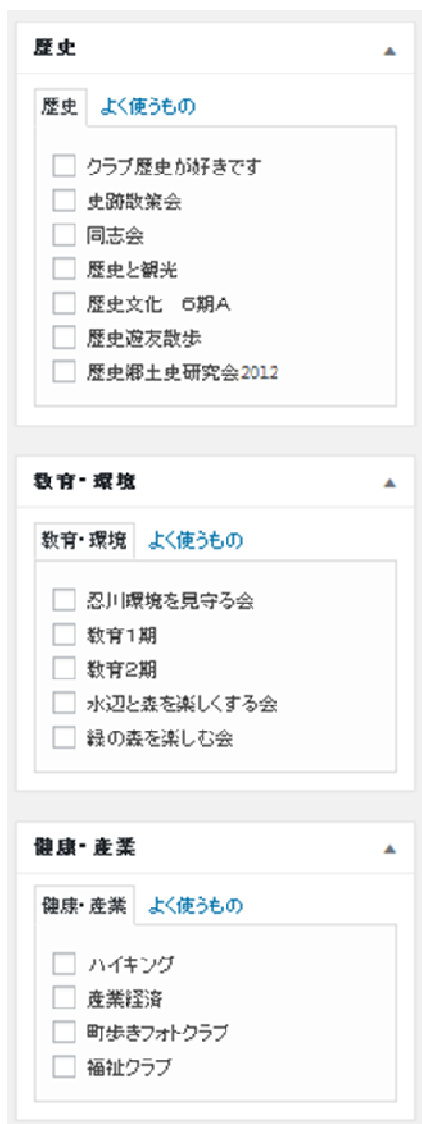 歴史
歴史 よく使うもの
クラブ歴史が好きです
史跡散策会
同志会
歴史と観光
歴史文化　6期A
歴史遊友散歩
歴史郷土史研究会2012
教育・環境
教育・環境 よく使うもの
忍川環境を見守る会
教育1期
教育2期
水辺と森を楽しくする会
緑の森を楽しむ会
健康・産業
健康・産業 よく使うもの
ハイキング
産業経済
町歩きフォトクラブ
福祉クラブ